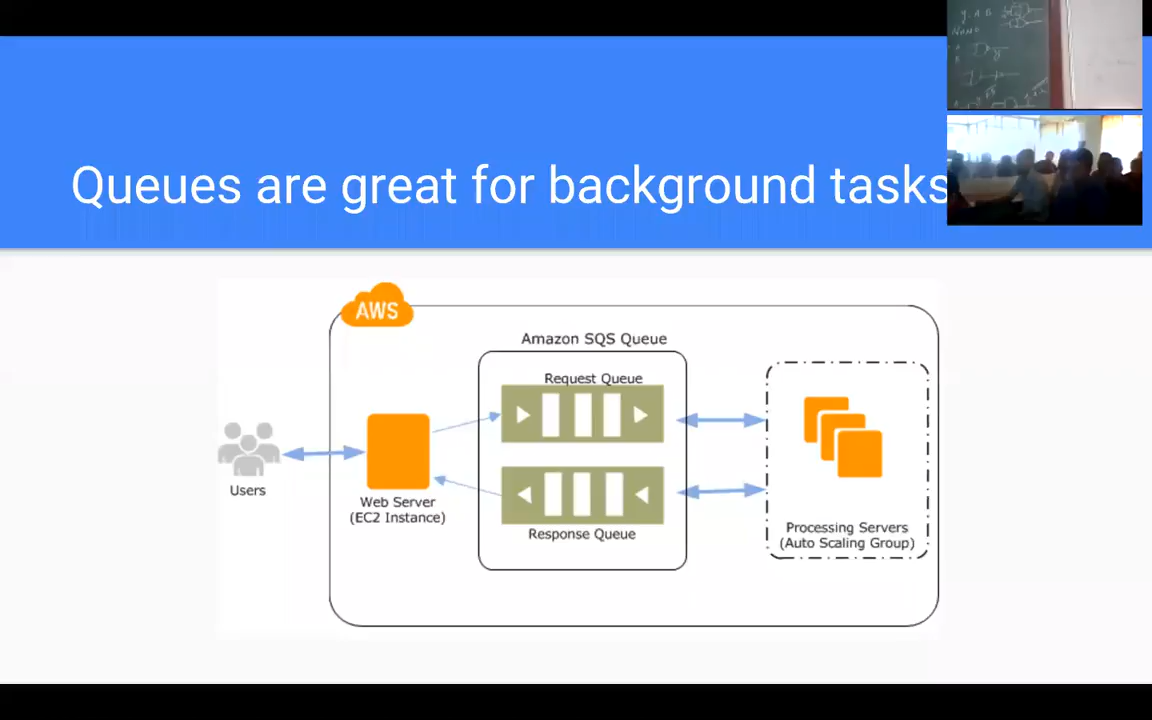 Queues are great for background tasks
AWS
Amazon SQS Queue
Request Queue
Users
Web Server
(EC2 Instance)
Response Queue
Processing Servers
(Auto Scaling Group)